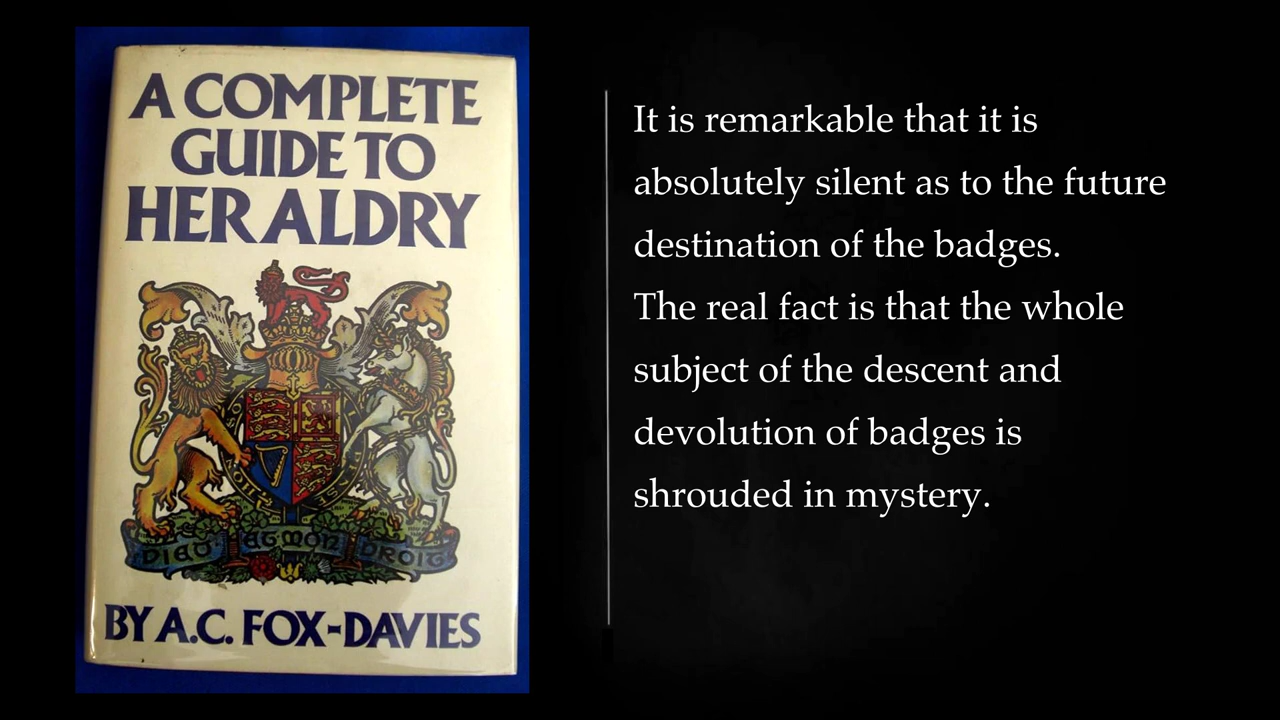 A COMPLETE
GUIDE TO
HERALDRY
DIEU ET MON DROIT
BY A.C. FOX-DAVIES
It is remarkable that it is
absolutely silent as to the future
destination of the badges.
The real fact is that the whole
subject of the descent and
devolution of badges is
shrouded in mystery.